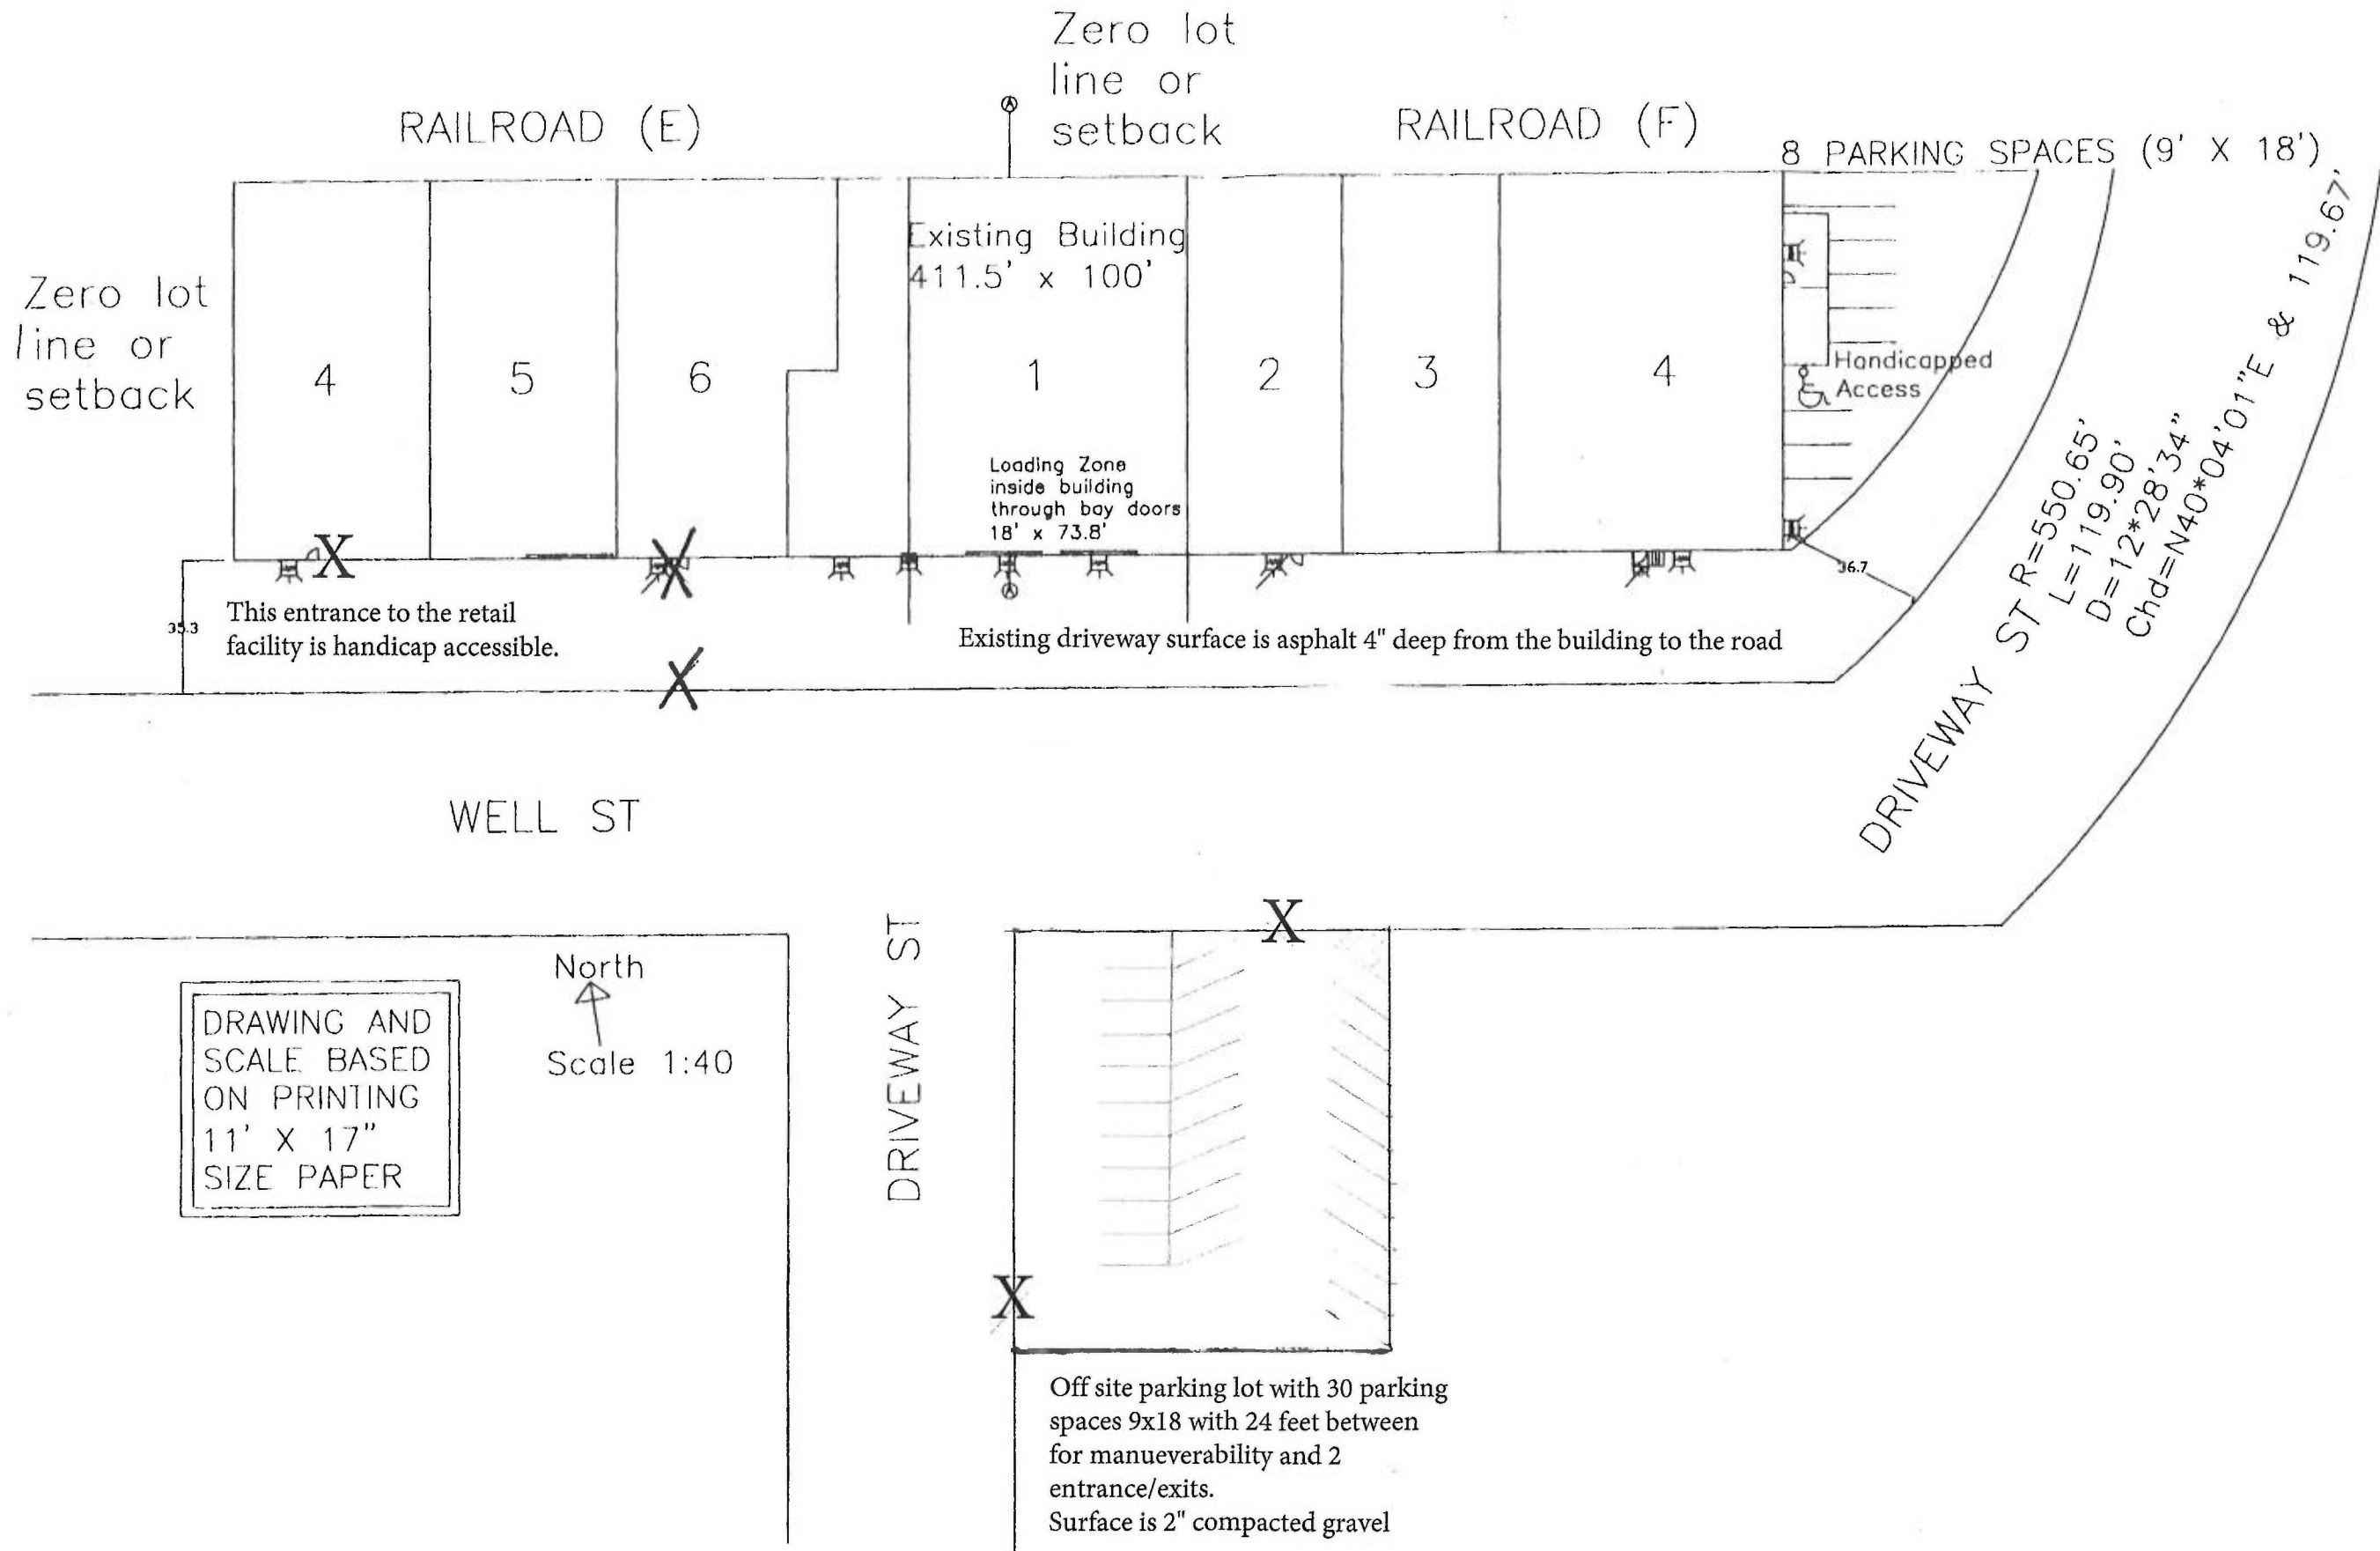 Zero lot
line or
setback
RAILROAD (E)
RAILROAD (F)
8 PARKING SPACES (9' X 18')
Existing Building
411.5' x 100'
Zero lot
line or
setback
4
5
6
1
2
3
4
Handicapped
Access
Loading Zone
inside building
through bay doors
18' x 73.8'
This entrance to the retail
facility is handicap accessible.
35.3
X
X
X
Existing driveway surface is asphalt 4" deep from the building to the road
36.7
DRIVEWAY ST
R=550.65'
L=119.90'
D=12*28'34"
Chd=N40*04'01"E & 119.67'
WELL ST
X
North
Scale 1:40
DRAWING AND
SCALE BASED
ON PRINTING
11' X 17"
SIZE PAPER
DRIVEWAY ST
X
Off site parking lot with 30 parking
spaces 9x18 with 24 feet between
for manueverability and 2
entrance/exits.
Surface is 2" compacted gravel